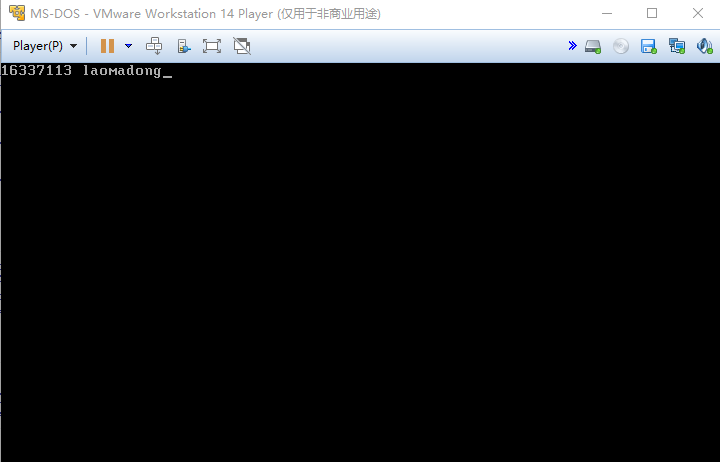 MS-DOS - VMware Workstation 14 Player (仅用于非商业用途)
Player(P)
16337113 laomadong_